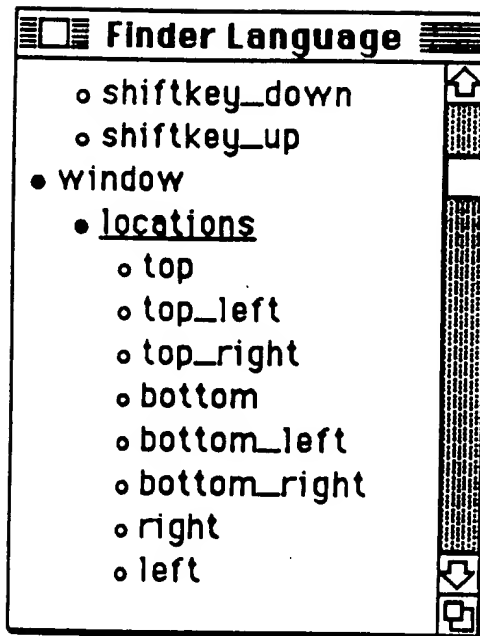 Finder Language
shiftkey_down
shiftkey_up
window
locations
top
top_left
top_right
bottom
bottom_left
bottom_right
right
left